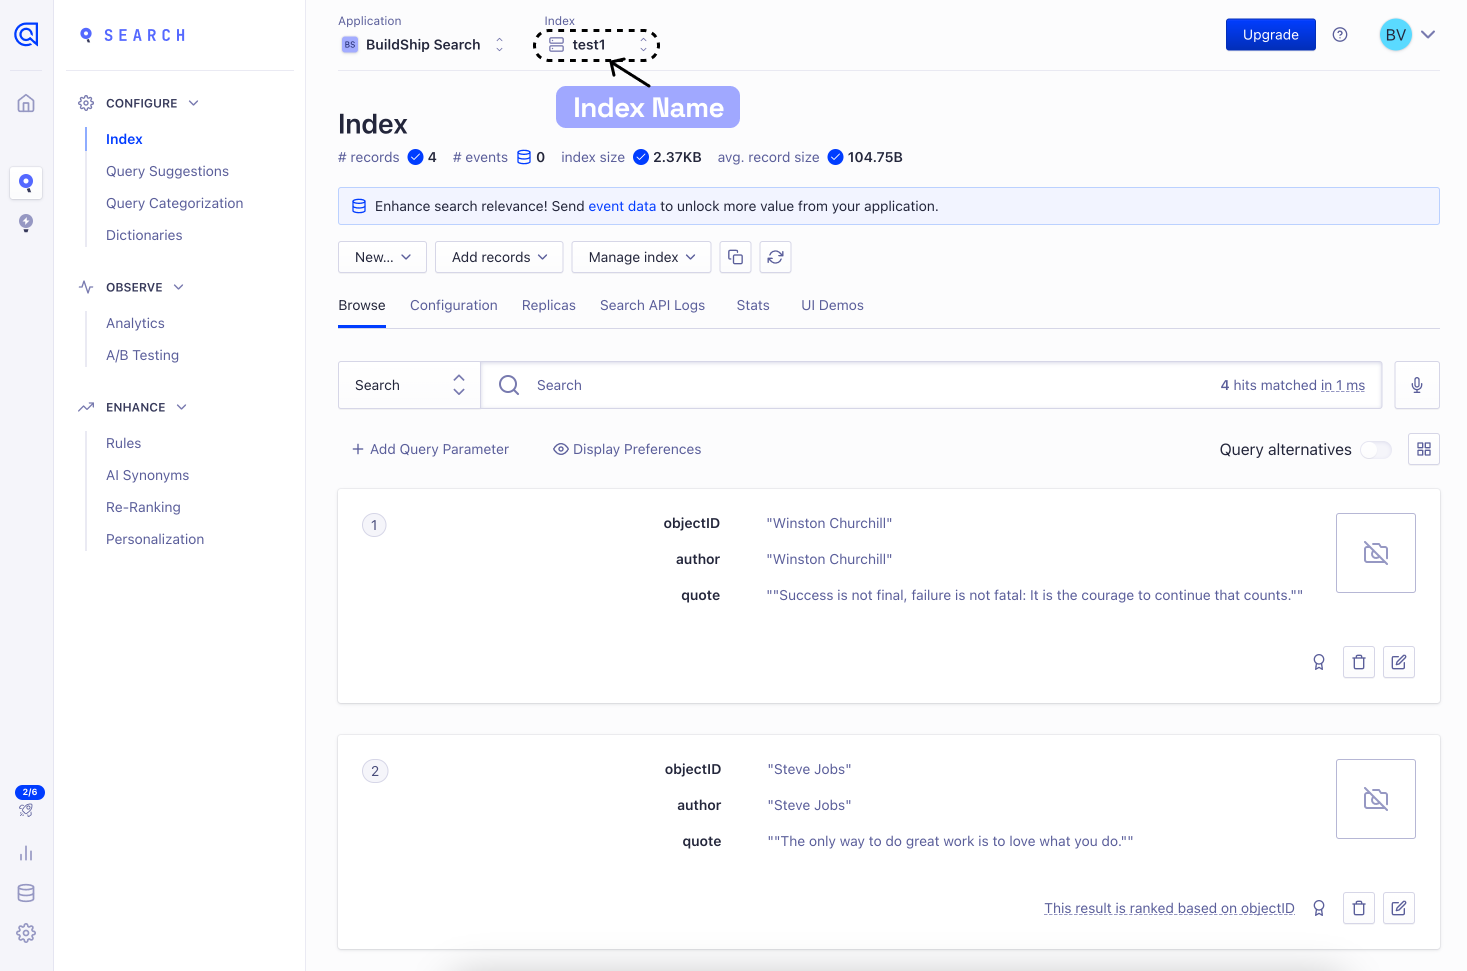 SEARCH
Application
Index
BS BuildShip Search
test1
Upgrade
BV
Index Name
CONFIGURE
Index
Query Suggestions
Query Categorization
Dictionaries
OBSERVE
Analytics
A/B Testing
ENHANCE
Rules
AI Synonyms
Re-Ranking
Personalization
2/6
Index
# records 4 # events 0 index size 2.37KB avg. record size 104.75B
Enhance search relevance! Send event data to unlock more value from your application.
New... Add records Manage index
Browse Configuration Replicas Search API Logs Stats UI Demos
Search Search 4 hits matched in 1 ms
Add Query Parameter Display Preferences Query alternatives
1
objectID "Winston Churchill"
author "Winston Churchill"
quote ""Success is not final, failure is not fatal: It is the courage to continue that counts.""
2
objectID "Steve Jobs"
author "Steve Jobs"
quote ""The only way to do great work is to love what you do.""
This result is ranked based on objectID